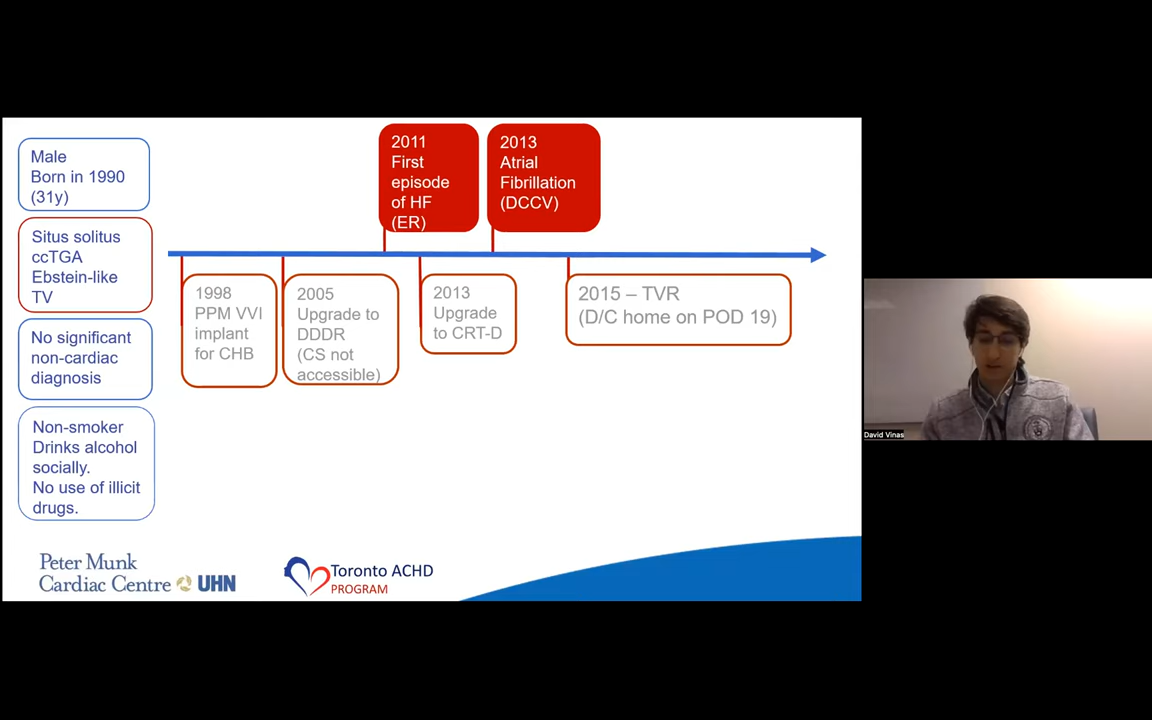 Male
Born in 1990
(31y)
Situs solitus
ccTGA
Ebstein-like
TV
No significant
non-cardiac
diagnosis
Non-smoker
Drinks alcohol
socially.
No use of illicit
drugs.
2011
First
episode
of HF
(ER)
2013
Atrial
Fibrillation
(DCCV)
1998
PPM VVI
implant
for CHB
2005
Upgrade to
DDDR
(CS not
accessible)
2013
Upgrade
to CRT-D
2015 – TVR
(D/C home on POD 19)
Peter Munk
Cardiac Centre UHN
Toronto ACHD
PROGRAM
David Vinas